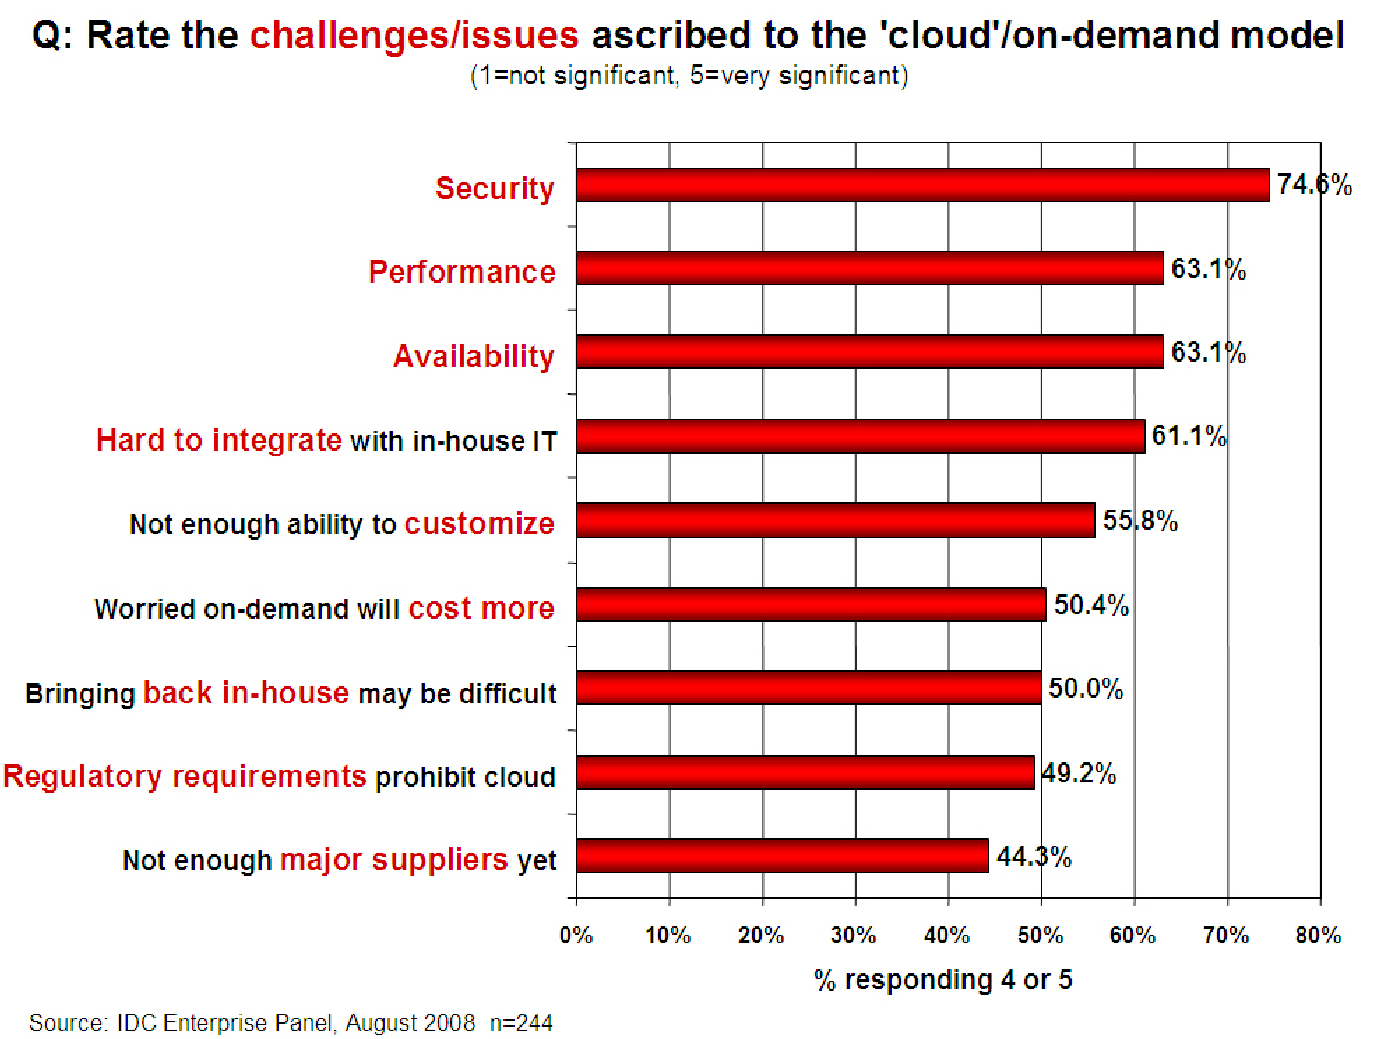 Q: Rate the challenges/issues ascribed to the 'cloud'/on-demand model
(1=not significant, 5=very significant)
Security 74.6%
Performance 63.1%
Availability 63.1%
Hard to integrate with in-house IT 61.1%
Not enough ability to customize 55.8%
Worried on-demand will cost more 50.4%
Bringing back in-house may be difficult 50.0%
Regulatory requirements prohibit cloud 49.2%
Not enough major suppliers yet 44.3%
0% 10% 20% 30% 40% 50% 60% 70% 80%
% responding 4 or 5
Source: IDC Enterprise Panel, August 2008 n=244